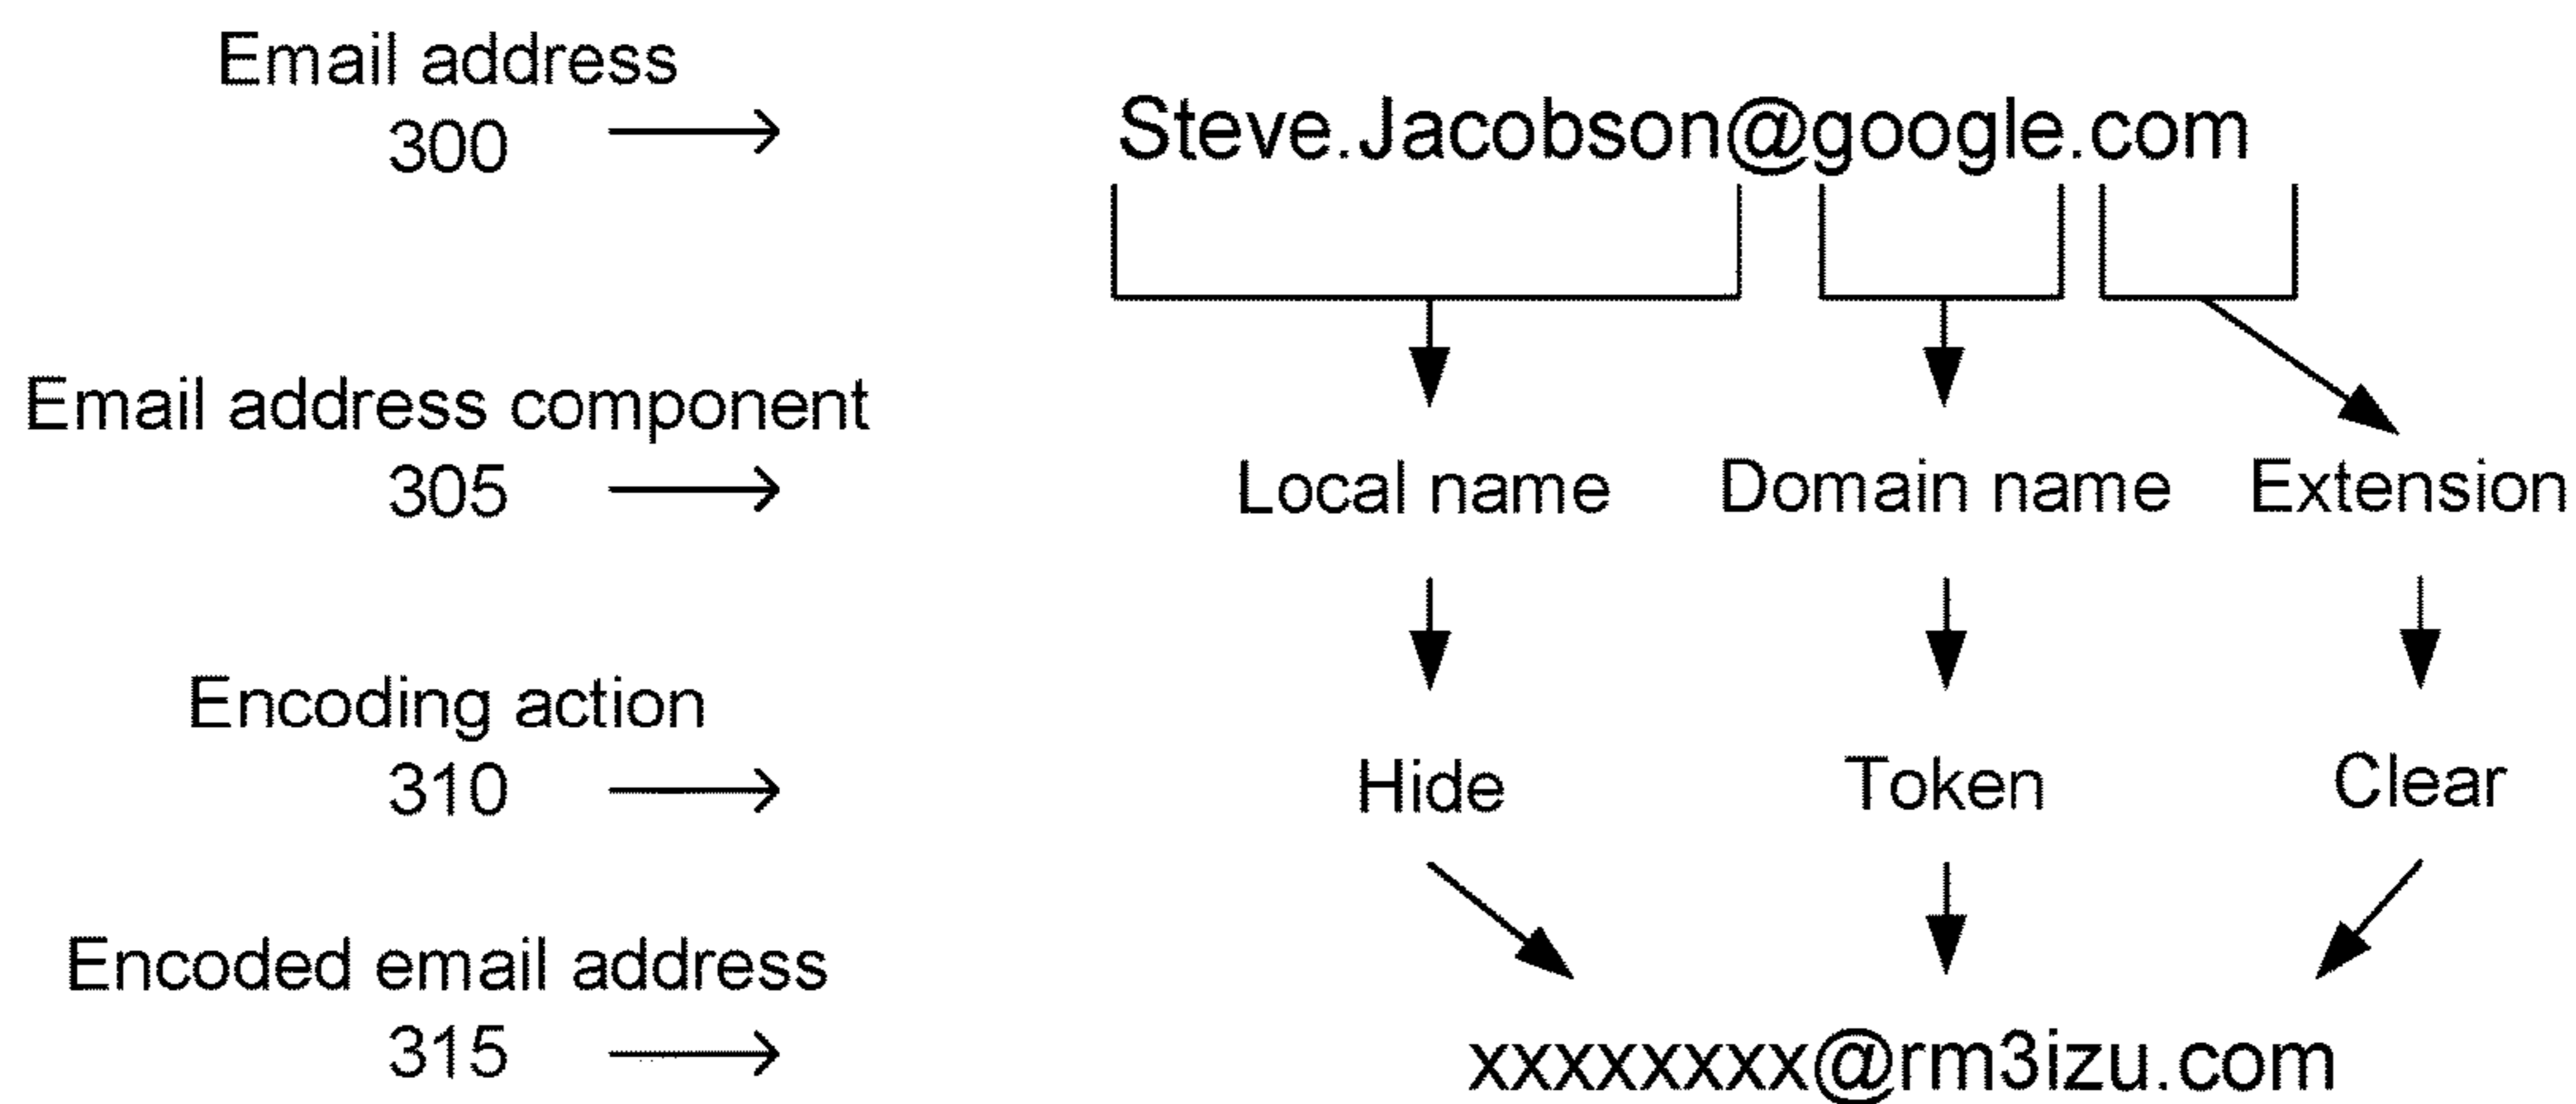 Email address
300
Steve.Jacobson@google.com
Email address component
305
Local name Domain name Extension
Encoding action
310
Hide Token Clear
Encoded email address
315
xxxxxxxx@rm3izu.com